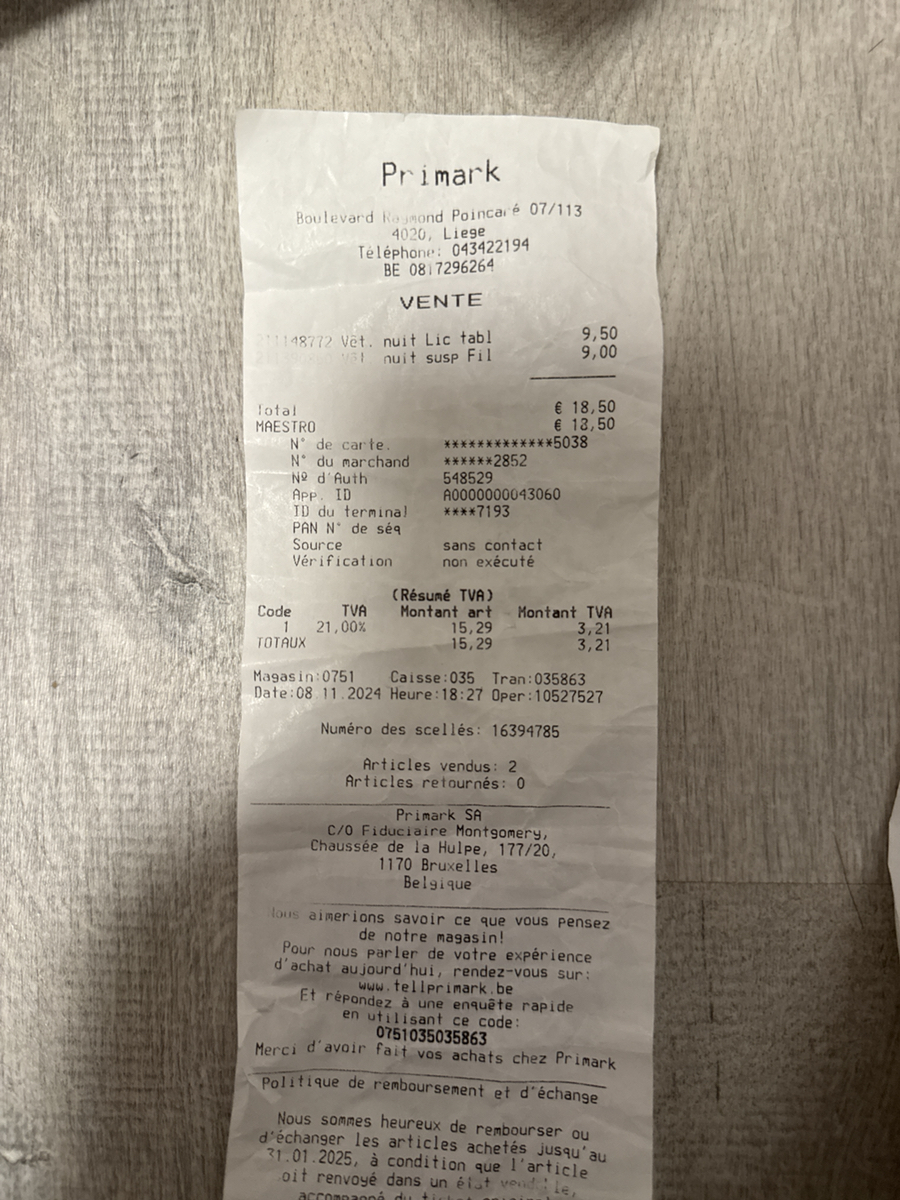 Primark
Boulevard Raymond Poincaré 07/113
4020, Liege
Téléphone: 043422194
BE 0817296264
VENTE
Vêt. nuit Lic tabl 9,50
nuit susp Fil 9,00
Total € 18,50
MAESTRO € 18,50
N° de carte. *************5038
N° du marchand ******2852
Nº d'Auth 548529
App. ID A0000000043060
ID du terminal ****7193
PAN N° de séq
Source sans contact
Vérification non exécuté
(Résumé TVA)
Code TVA Montant art Montant TVA
1 21,00% 15,29 3,21
TOTAUX 15,29 3,21
Magasin:0751 Caisse:035 Tran:035863
Date:08.11.2024 Heure:18:27 Oper:10527527
Numéro des scellés: 16394785
Articles vendus: 2
Articles retournés: 0
Primark SA
C/O Fiduciaire Montgomery,
Chaussée de la Hulpe, 177/20,
1170 Bruxelles
Belgique
Nous aimerions savoir ce que vous pensez
de notre magasin!
Pour nous parler de votre expérience
d'achat aujourd'hui, rendez-vous sur:
www.tellprimark.be
Et répondez à une enquête rapide
en utilisant ce code:
0751035035863
Merci d'avoir fait vos achats chez Primark
Politique de remboursement et d'échange
Nous sommes heureux de rembourser ou
d'échanger les articles achetés jusqu'au
31.01.2025, à condition que l'article
soit renvoyé dans un état vendable,
accompagné du ticket